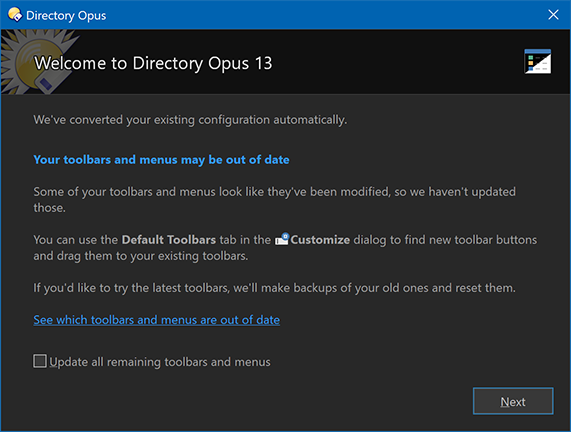 Directory Opus
Welcome to Directory Opus 13
We've converted your existing configuration automatically.
Your toolbars and menus may be out of date
Some of your toolbars and menus look like they've been modified, so we haven't updated
those.
You can use the Default Toolbars tab in the Customize dialog to find new toolbar buttons
and drag them to your existing toolbars.
If you'd like to try the latest toolbars, we'll make backups of your old ones and reset them.
See which toolbars and menus are out of date
Update all remaining toolbars and menus
Next